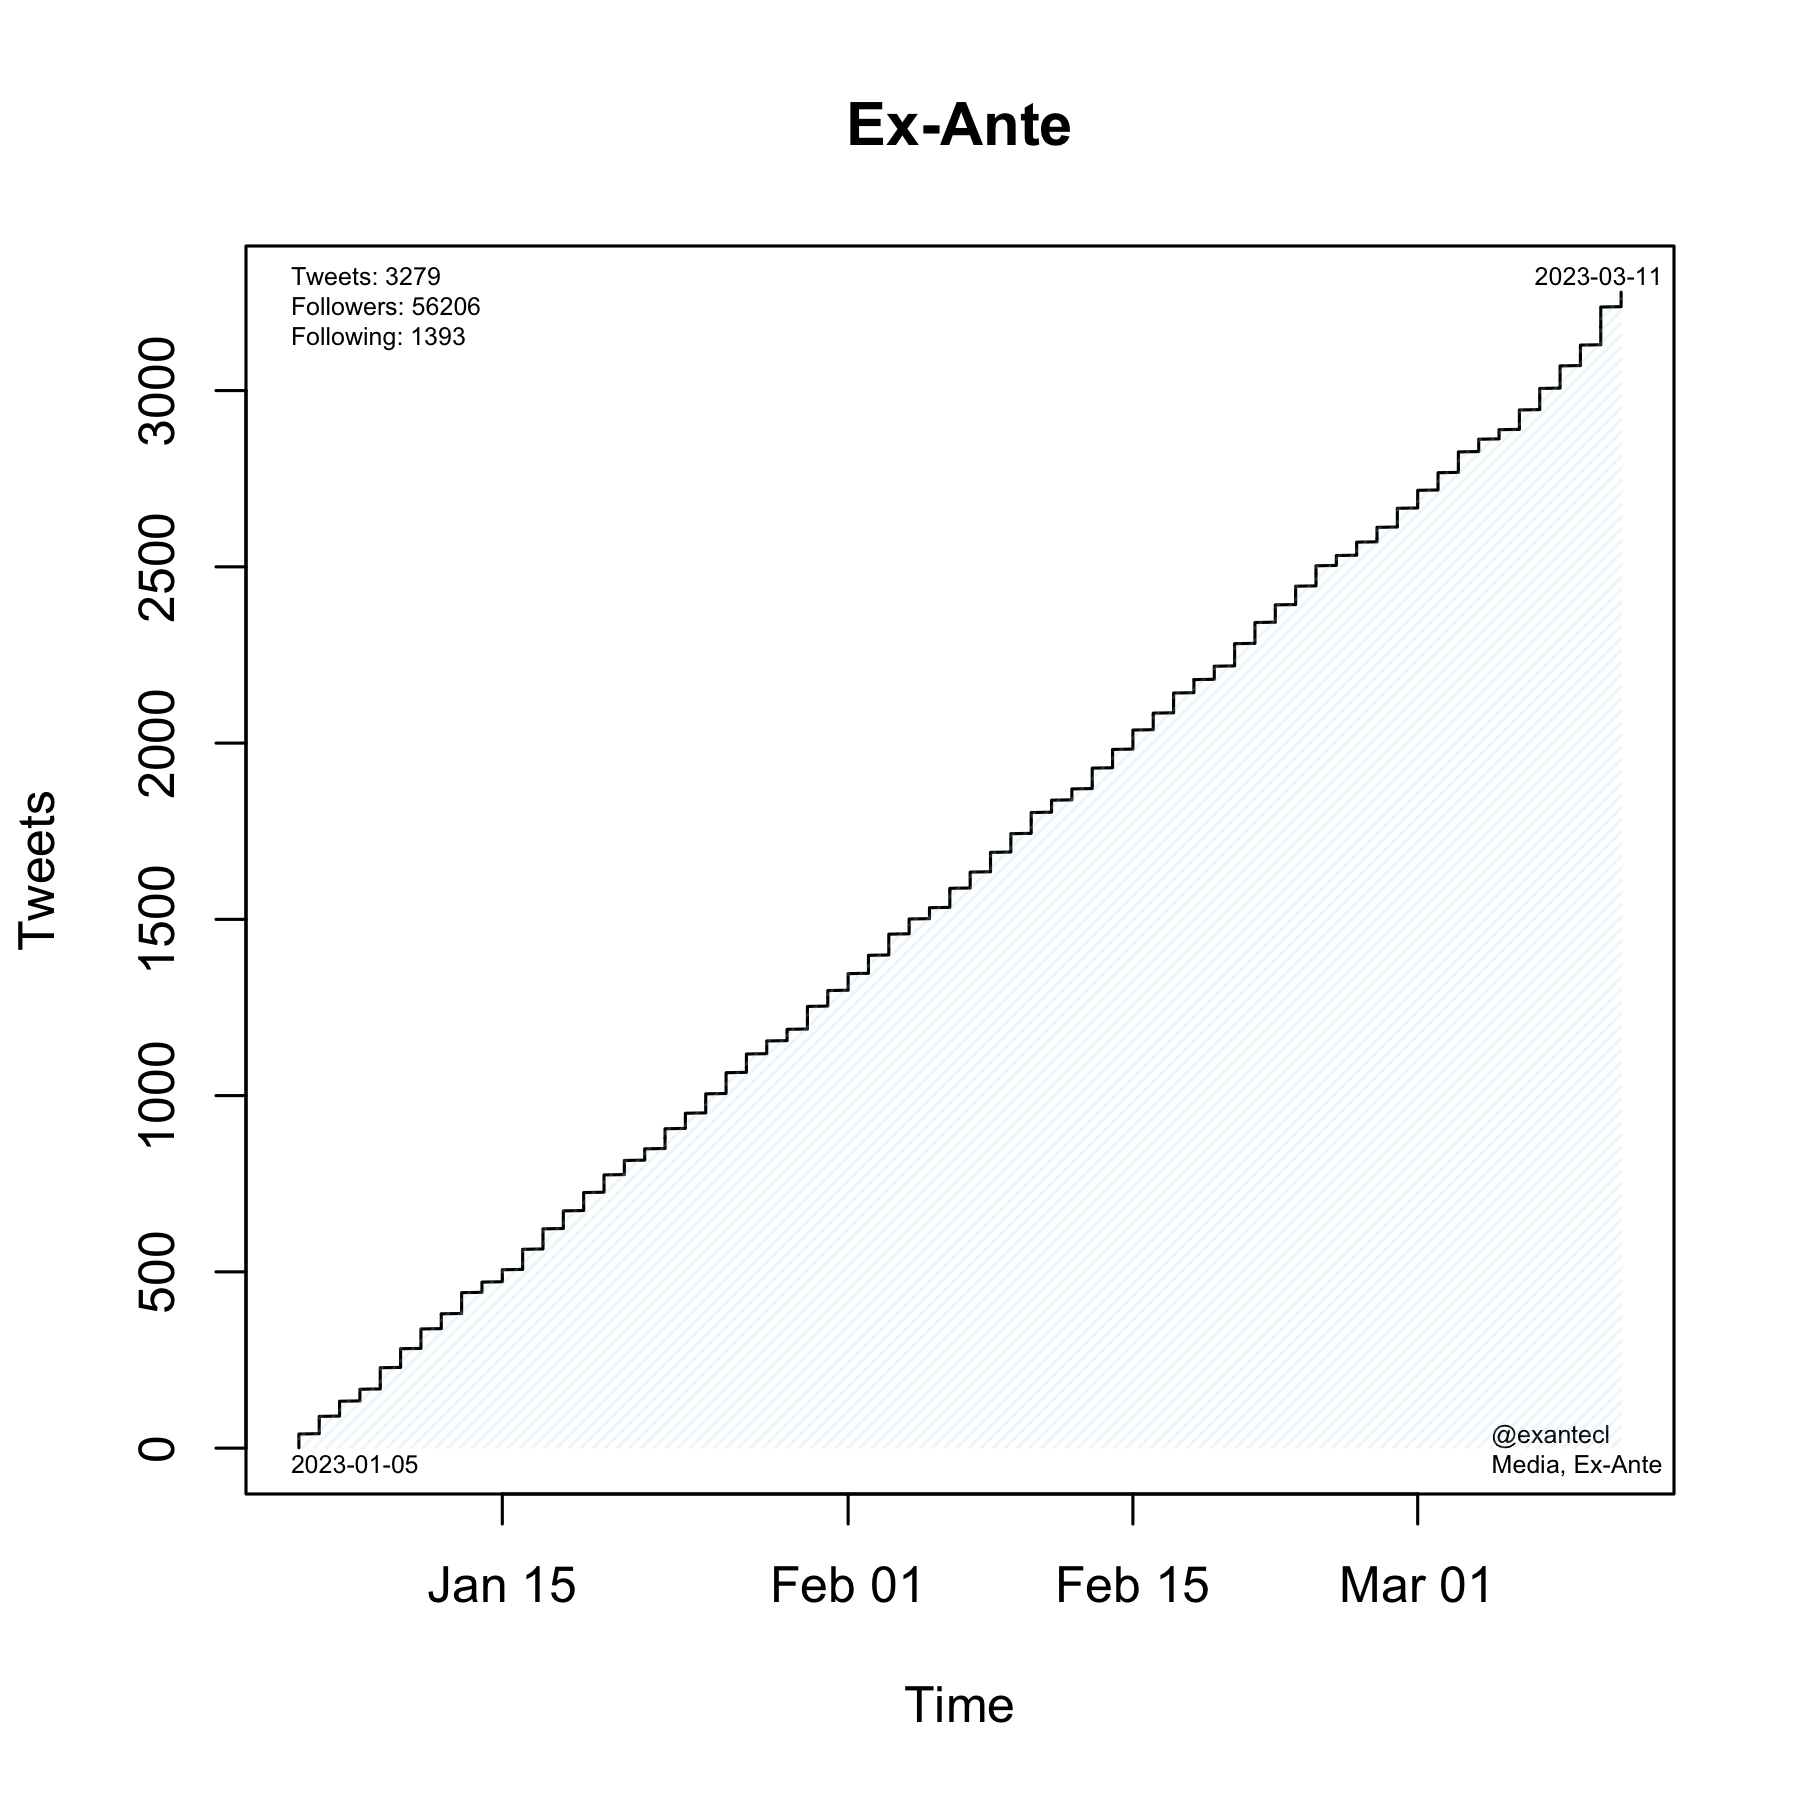 Ex-Ante
Tweets: 3279
Followers: 56206
Following: 1393
2023-03-11
3000
2500
2000
1500
1000
500
0
Tweets
2023-01-05
@exantecl
Media, Ex-Ante
Jan 15
Feb 01
Feb 15
Mar 01
Time